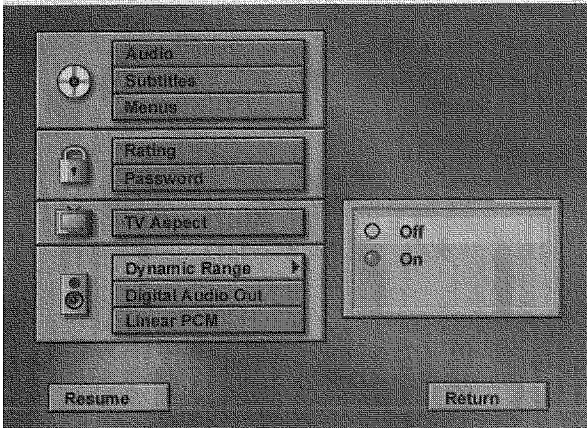 Audio
Subtitles
Menus
Rating
Password
TV Aspect
Dynamic Range
Digital Audio Out
Linear PCM
Off
On
Resume
Return